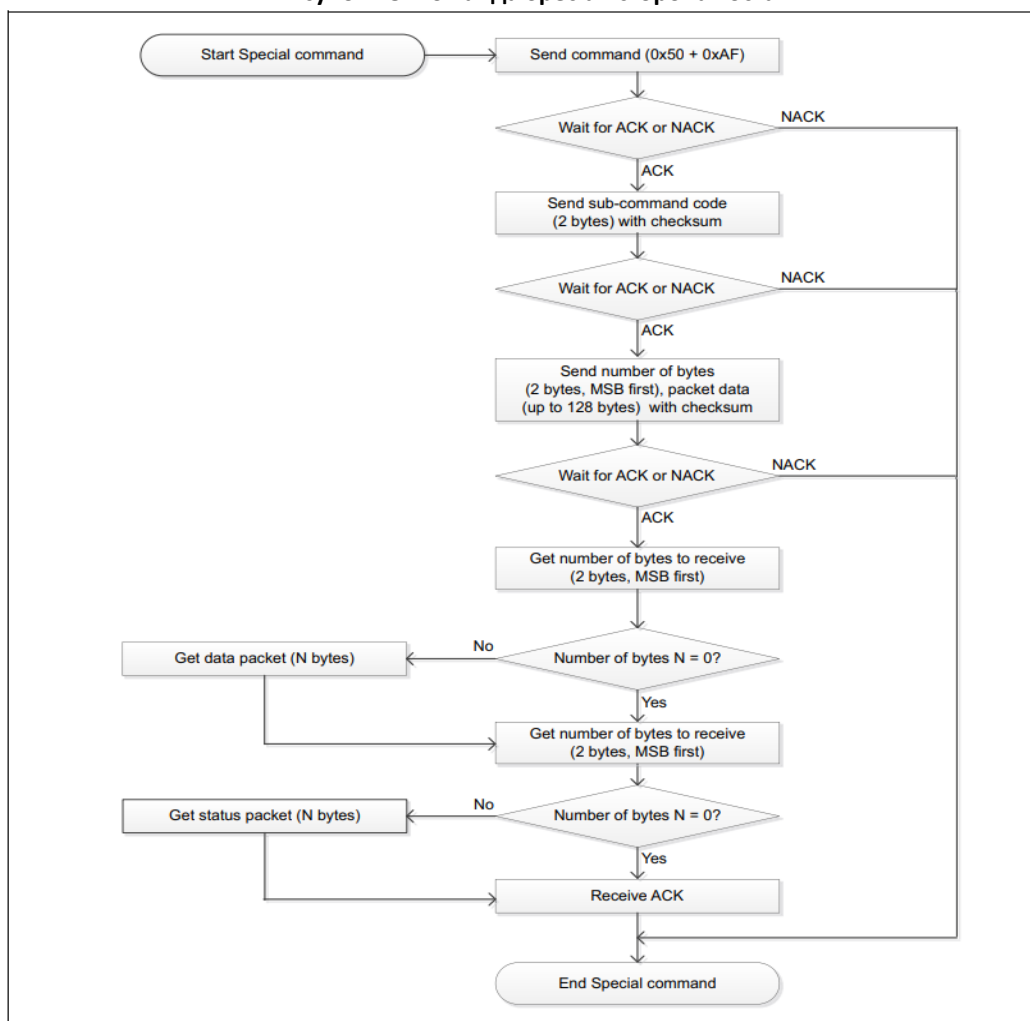 Start Special command
Send command (0x50 + 0xAF)
Wait for ACK or NACK
NACK
ACK
Send sub-command code
(2 bytes) with checksum
Wait for ACK or NACK
NACK
ACK
Send number of bytes
(2 bytes, MSB first), packet data
(up to 128 bytes) with checksum
Wait for ACK or NACK
NACK
ACK
Get number of bytes to receive
(2 bytes, MSB first)
Get data packet (N bytes)
No
Number of bytes N = 0?
Yes
Get number of bytes to receive
(2 bytes, MSB first)
Get status packet (N bytes)
No
Number of bytes N = 0?
Yes
Receive ACK
End Special command